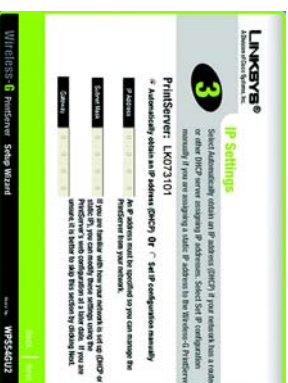 LINKSYS®
A Division of Cisco Systems, Inc.
3
IP Settings
Select Automatically obtain an IP address (DHCP) if your network has a router
or other DHCP server assigning IP addresses. Select Set IP configuration
manually if you are assigning a static IP address to the Wireless-G PrintServer.
PrintServer: LK073101
Automatically obtain an IP address (DHCP) Or Set IP configuration manually
IP Address
An IP address must be specified so you can manage the
PrintServer from your network.
Subnet Mask
If you are familiar with how your network is set up (DHCP or
static IP), you can modify these settings using the
PrintServer's web configuration at a later date. If you are
unsure, it is better to skip this section by clicking next.
Gateway
Wireless-G PrintServer Setup Wizard
WPS54GU2